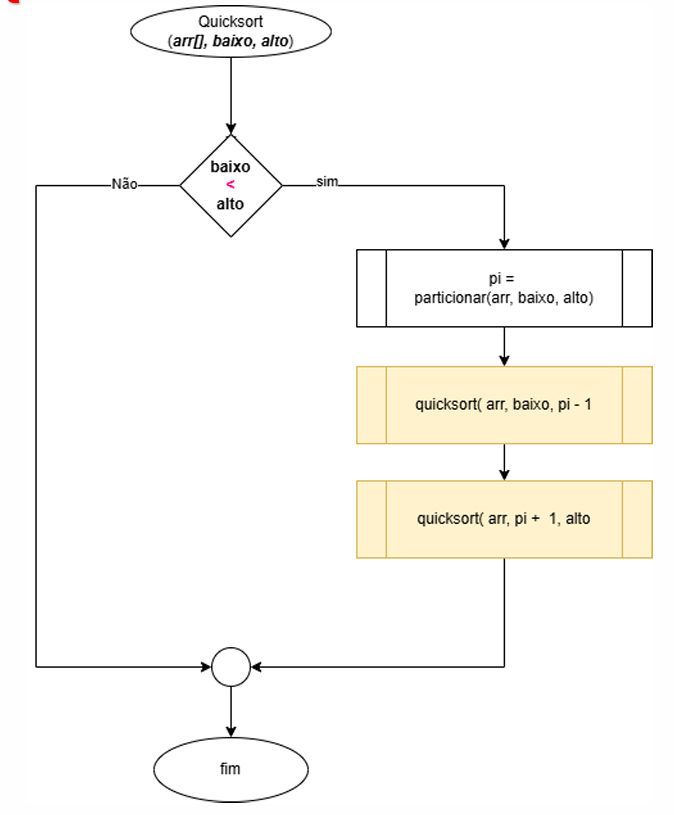 Quicksort
(arr[], baixo, alto)
baixo
<
alto
Não
sim
pi =
particionar(arr, baixo, alto)
quicksort( arr, baixo, pi - 1
quicksort( arr, pi +  1, alto
fim